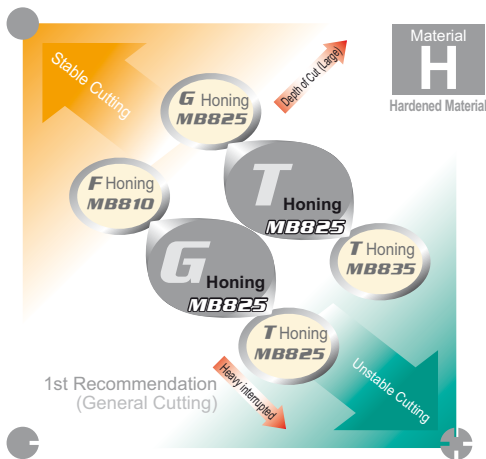 Material
H
Hardened Material
Stable Cutting
Depth of Cut (Large)
G Honing
MB825
F Honing
MB810
T
Honing
MB825
G
Honing
MB825
T Honing
MB835
T Honing
MB825
Heavy interrupted
Unstable Cutting
1st Recommendation
(General Cutting)